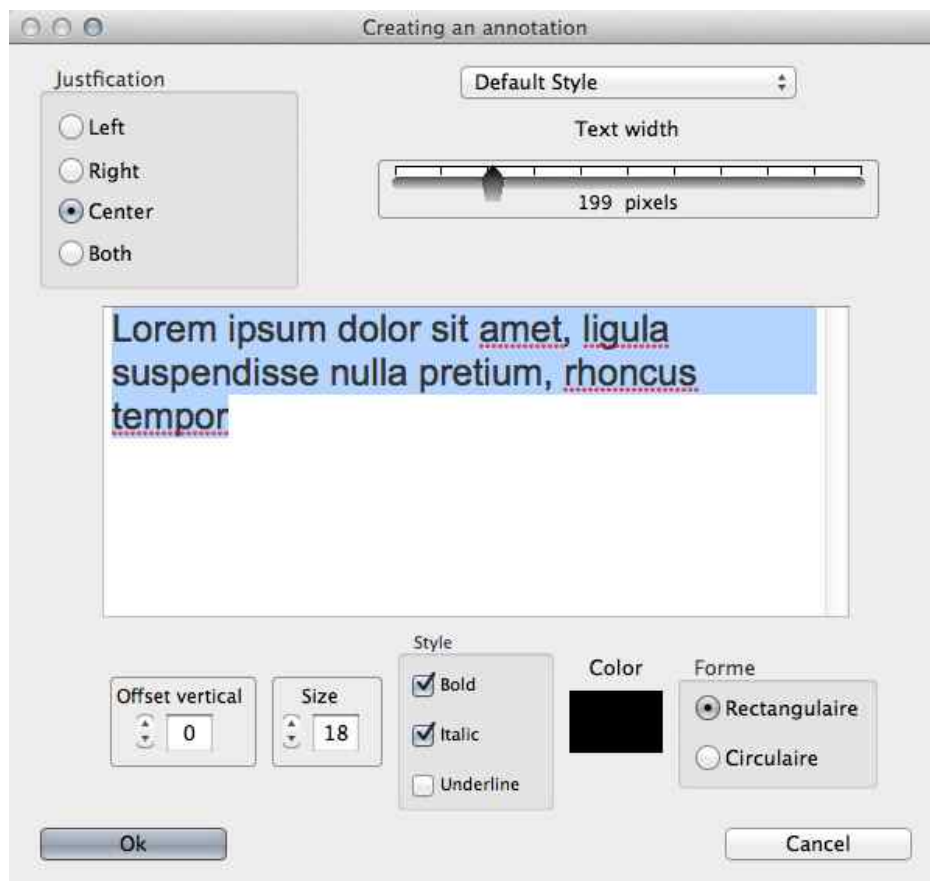 Creating an annotation
Justfication
Left
Right
Center
Both
Default Style
Text width
199 pixels
Lorem ipsum dolor sit amet, ligula
suspendisse nulla pretium, rhoncus
tempor
Offset vertical
0
Size
18
Style
Bold
Italic
Underline
Color
Forme
Rectangulaire
Circulaire
Ok
Cancel